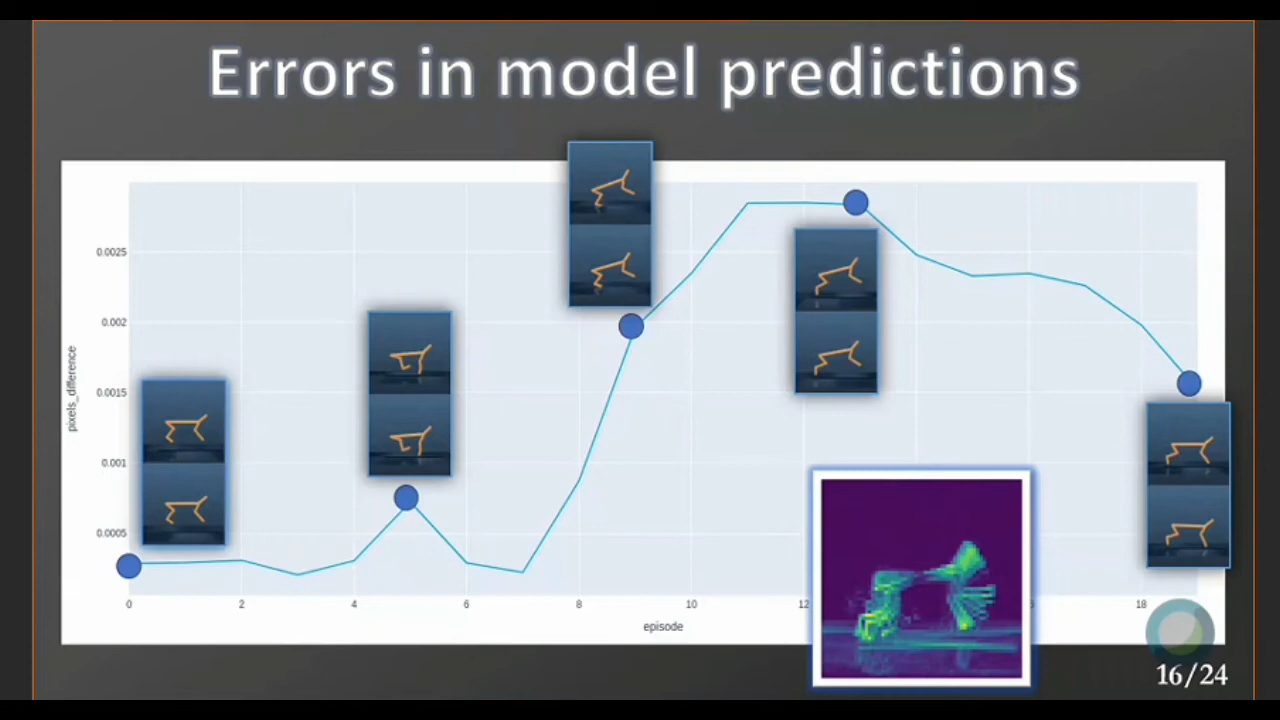 Errors in model predictions
0.0025
0.002
0.0015
0.001
0.0005
pixels_difference
0 2 4 6 8 10 12 18
episode
16/24